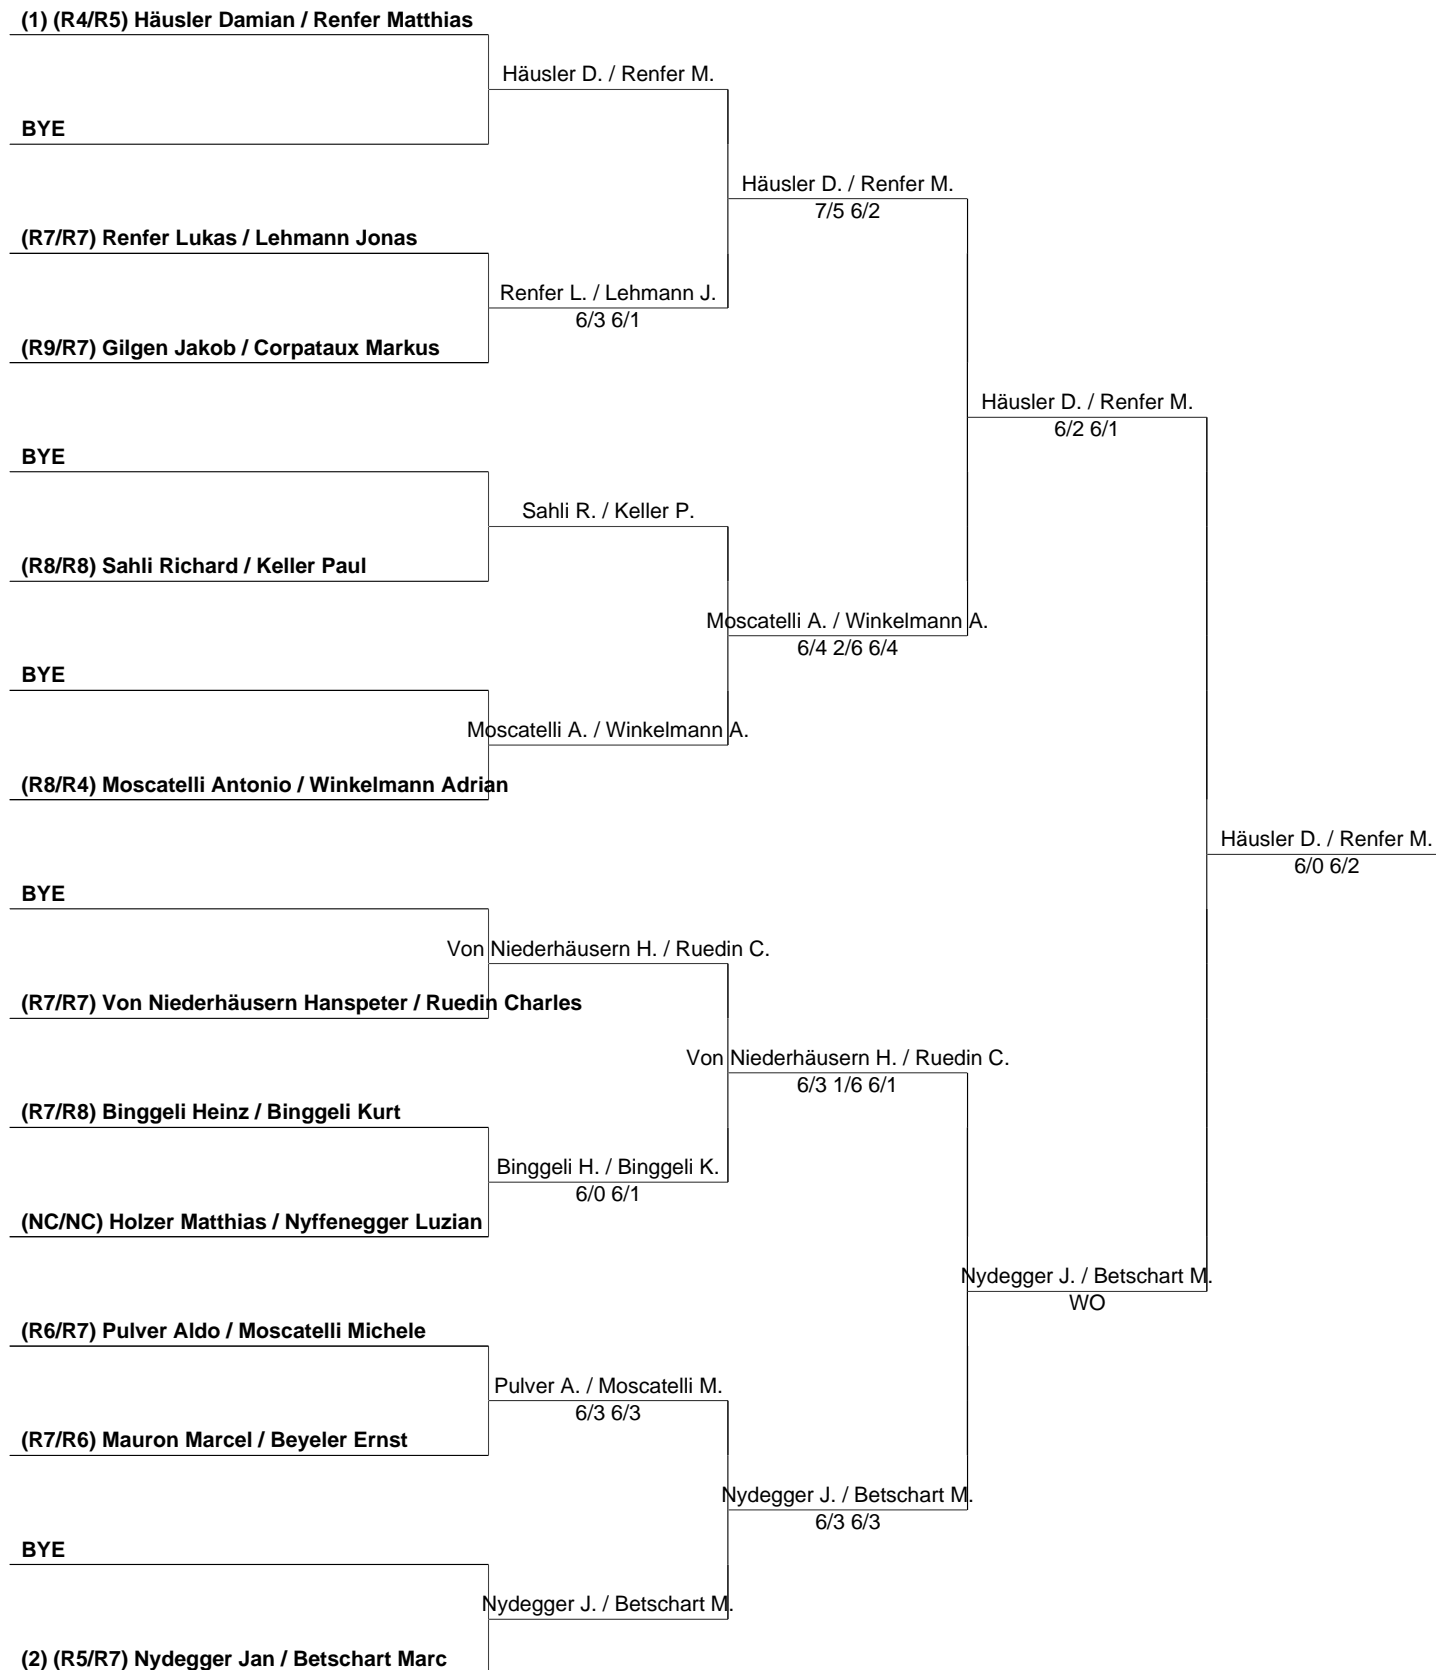 (1) (R4/R5) Häusler Damian / Renfer Matthias
Häusler D. / Renfer M.
BYE
Häusler D. / Renfer M.
7/5 6/2
(R7/R7) Renfer Lukas / Lehmann Jonas
Renfer L. / Lehmann J.
6/3 6/1
(R9/R7) Gilgen Jakob / Corpataux Markus
Häusler D. / Renfer M.
6/2 6/1
BYE
Sahli R. / Keller P.
(R8/R8) Sahli Richard / Keller Paul
Moscatelli A. / Winkelmann A.
6/4 2/6 6/4
BYE
Moscatelli A. / Winkelmann A.
(R8/R4) Moscatelli Antonio / Winkelmann Adrian
Häusler D. / Renfer M.
6/0 6/2
BYE
Von Niederhäusern H. / Ruedin C.
(R7/R7) Von Niederhäusern Hanspeter / Ruedin Charles
Von Niederhäusern H. / Ruedin C.
6/3 1/6 6/1
(R7/R8) Binggeli Heinz / Binggeli Kurt
Binggeli H. / Binggeli K.
6/0 6/1
(NC/NC) Holzer Matthias / Nyffenegger Luzian
Nydegger J. / Betschart M.
WO
(R6/R7) Pulver Aldo / Moscatelli Michele
Pulver A. / Moscatelli M.
6/3 6/3
(R7/R6) Mauron Marcel / Beyeler Ernst
Nydegger J. / Betschart M.
6/3 6/3
BYE
Nydegger J. / Betschart M.
(2) (R5/R7) Nydegger Jan / Betschart Marc